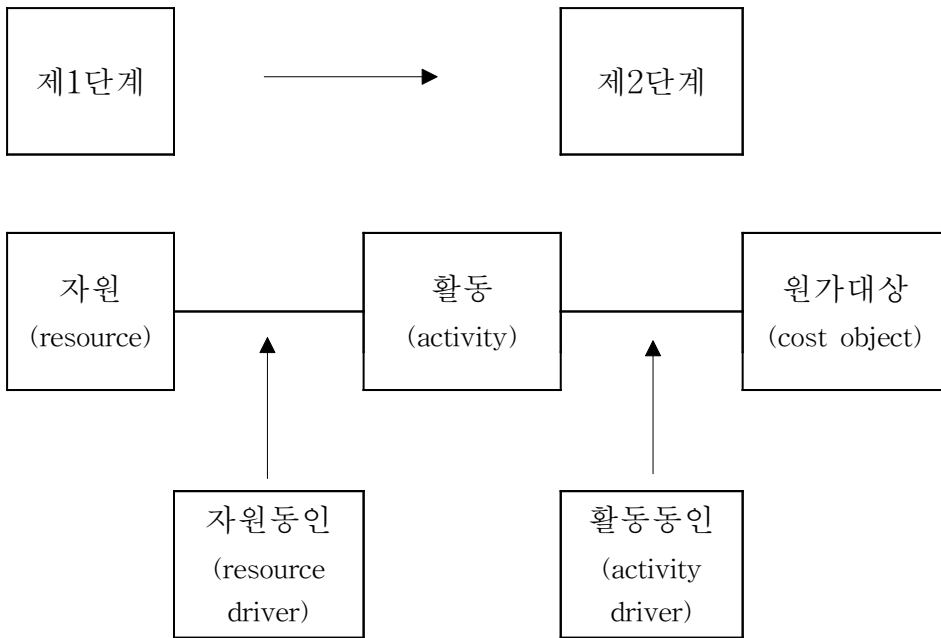 제1단계
제2단계
자원
(resource)
활동
(activity)
원가대상
(cost object)
자원동인
(resource
driver)
활동동인
(activity
driver)